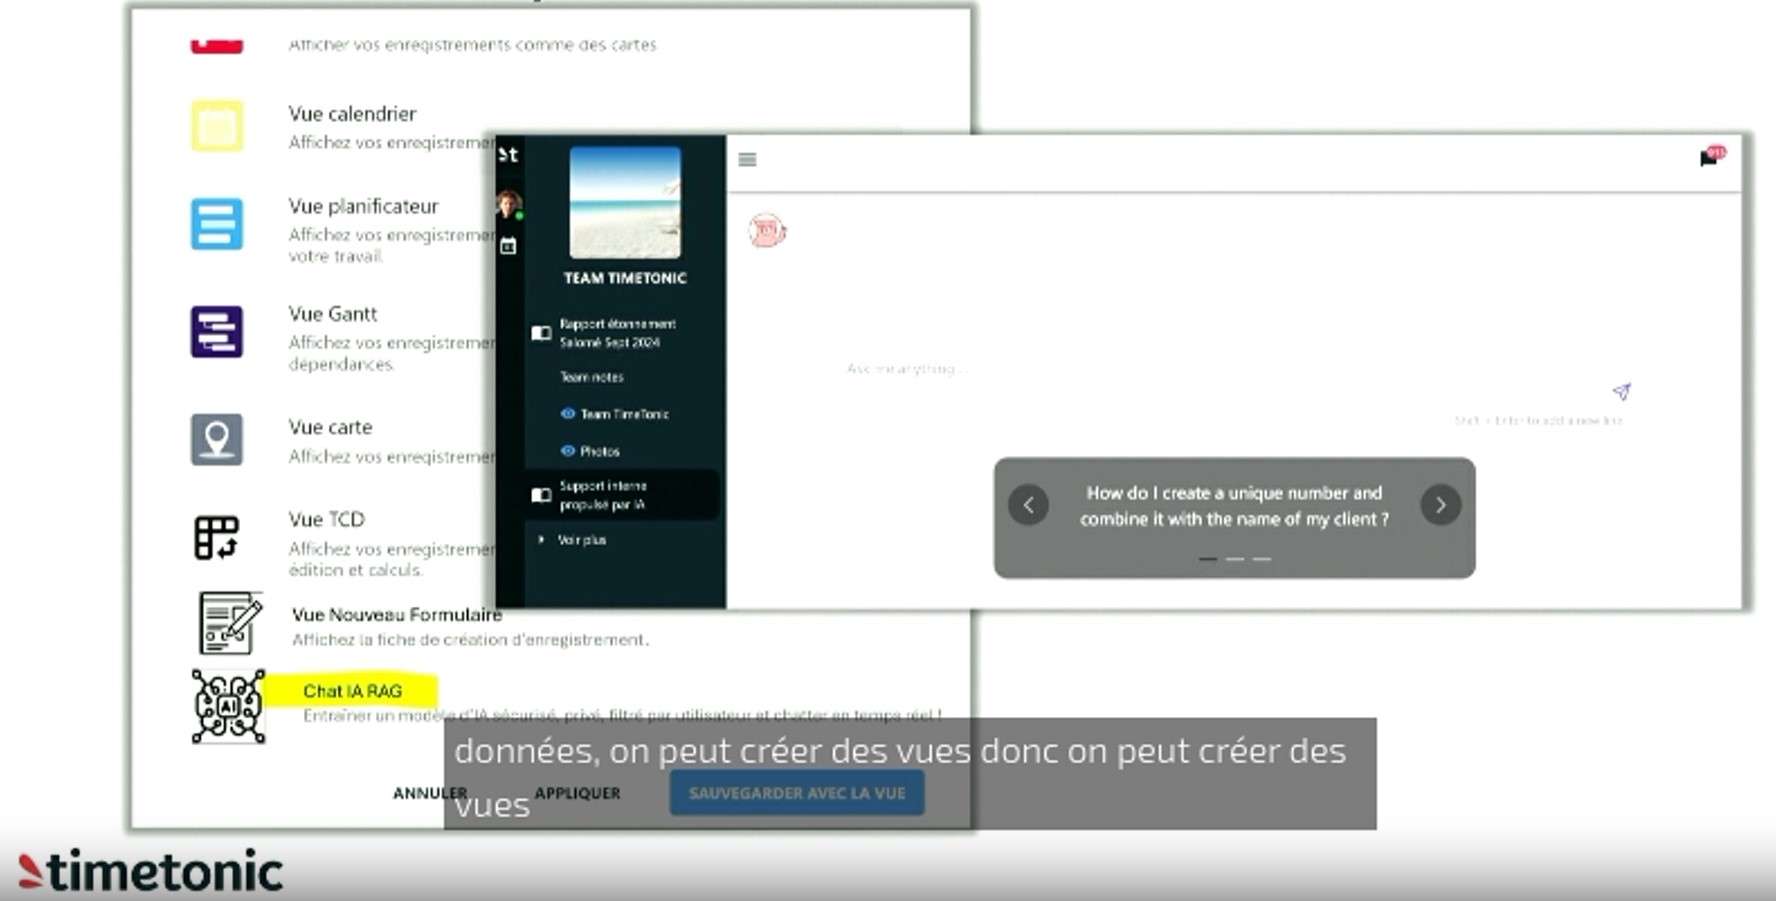 Afficher vos enregistrements comme des cartes
Vue calendrier
Affichez vos enregistremen
Vue planificateur
Affichez vos enregistremen
votre travail.
Vue Gantt
Affichez vos enregistremen
dépendances.
Vue carte
Affichez vos enregistremen
Vue TCD
Affichez vos enregistremen
édition et calculs.
Vue Nouveau Formulaire
Affichez la fiche de création d'enregistrement.
AI
Chat IA RAG
Entraîner un modèle d'IA sécurisé, privé, filtré par utilisateur et chatter en temps réel !
ANNULER
APPLIQUER
SAUVEGARDER AVEC LA VUE
t
TEAM TIMETONIC
Rapport étonnement
Salomé Sept 2024
Team notes
Team TimeTonic
Photos
Support interne
propulsé par IA
Voir plus
Ask me anything ...
Shift + Enter to add a new line
How do I create a unique number and
combine it with the name of my client ?
données, on peut créer des vues donc on peut créer des
vues
timetonic